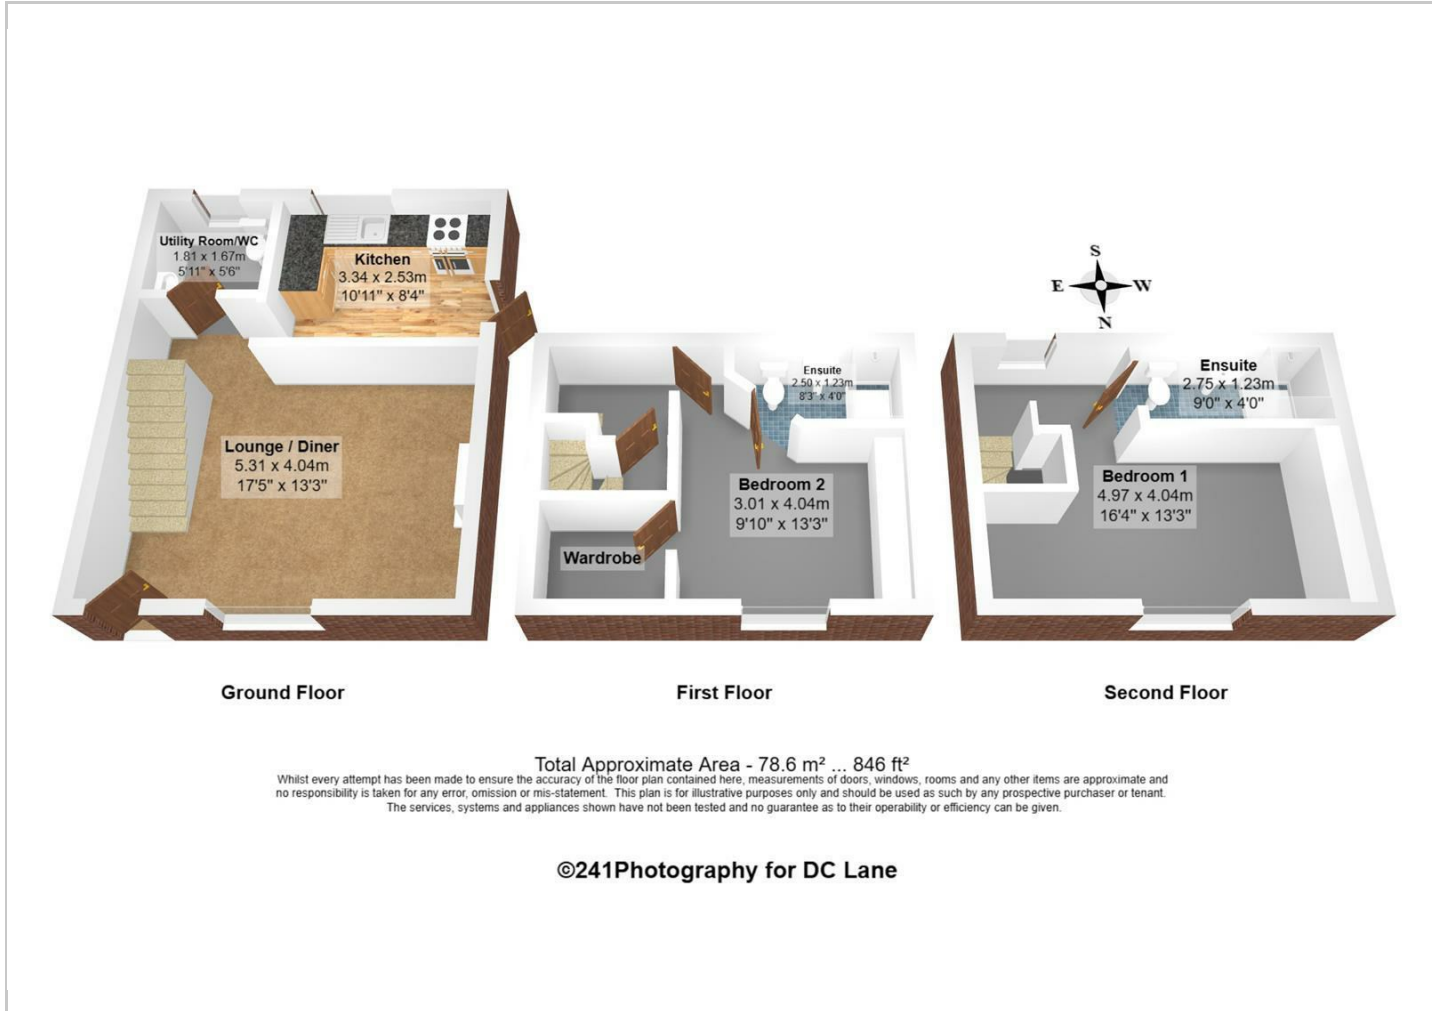 Utility Room/WC
1.81 x 1.67m
5'11" x 5'6"
Kitchen
3.34 x 2.53m
10'11" x 8'4"
Lounge / Diner
5.31 x 4.04m
17'5" x 13'3"
Ensuite
2.50 x 1.23m
8'3" x 4'0"
Bedroom 2
3.01 x 4.04m
9'10" x 13'3"
Wardrobe
S
E W
N
Ensuite
2.75 x 1.23m
9'0" x 4'0"
Bedroom 1
4.97 x 4.04m
16'4" x 13'3"
Ground Floor
First Floor
Second Floor
Total Approximate Area - 78.6 m² ... 846 ft²
Whilst every attempt has been made to ensure the accuracy of the floor plan contained here, measurements of doors, windows, rooms and any other items are approximate and
no responsibility is taken for any error, omission or mis-statement. This plan is for illustrative purposes only and should be used as such by any prospective purchaser or tenant.
The services, systems and appliances shown have not been tested and no guarantee as to their operability or efficiency can be given.
©241Photography for DC Lane